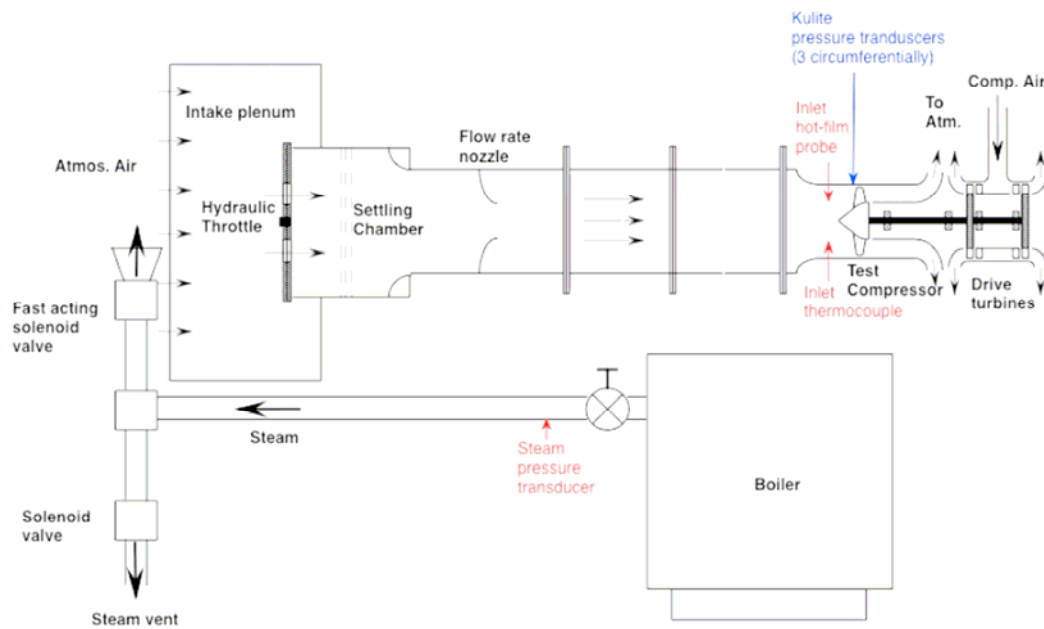 Kulite
pressure tranduscers
(3 circumferentially)
Comp. Air
To
Atm.
Inlet
hot-film
probe
Intake plenum
Flow rate
nozzle
Atmos. Air
Hydraulic
Throttle
Settling
Chamber
Test
Compressor
Drive
turbines
Inlet
thermocouple
Fast acting
solenoid
valve
Steam
Steam
pressure
transducer
Boiler
Solenoid
valve
Steam vent